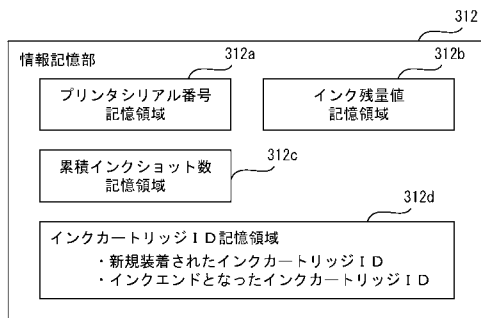 312
情報記憶部
312a
312b
プリンタシリアル番号
記憶領域
インク残量値
記憶領域
累積インクショット数
記憶領域
312c
312d
インクカートリッジID記憶領域
・新規装着されたインクカートリッジID
・インクエンドとなったインクカートリッジID